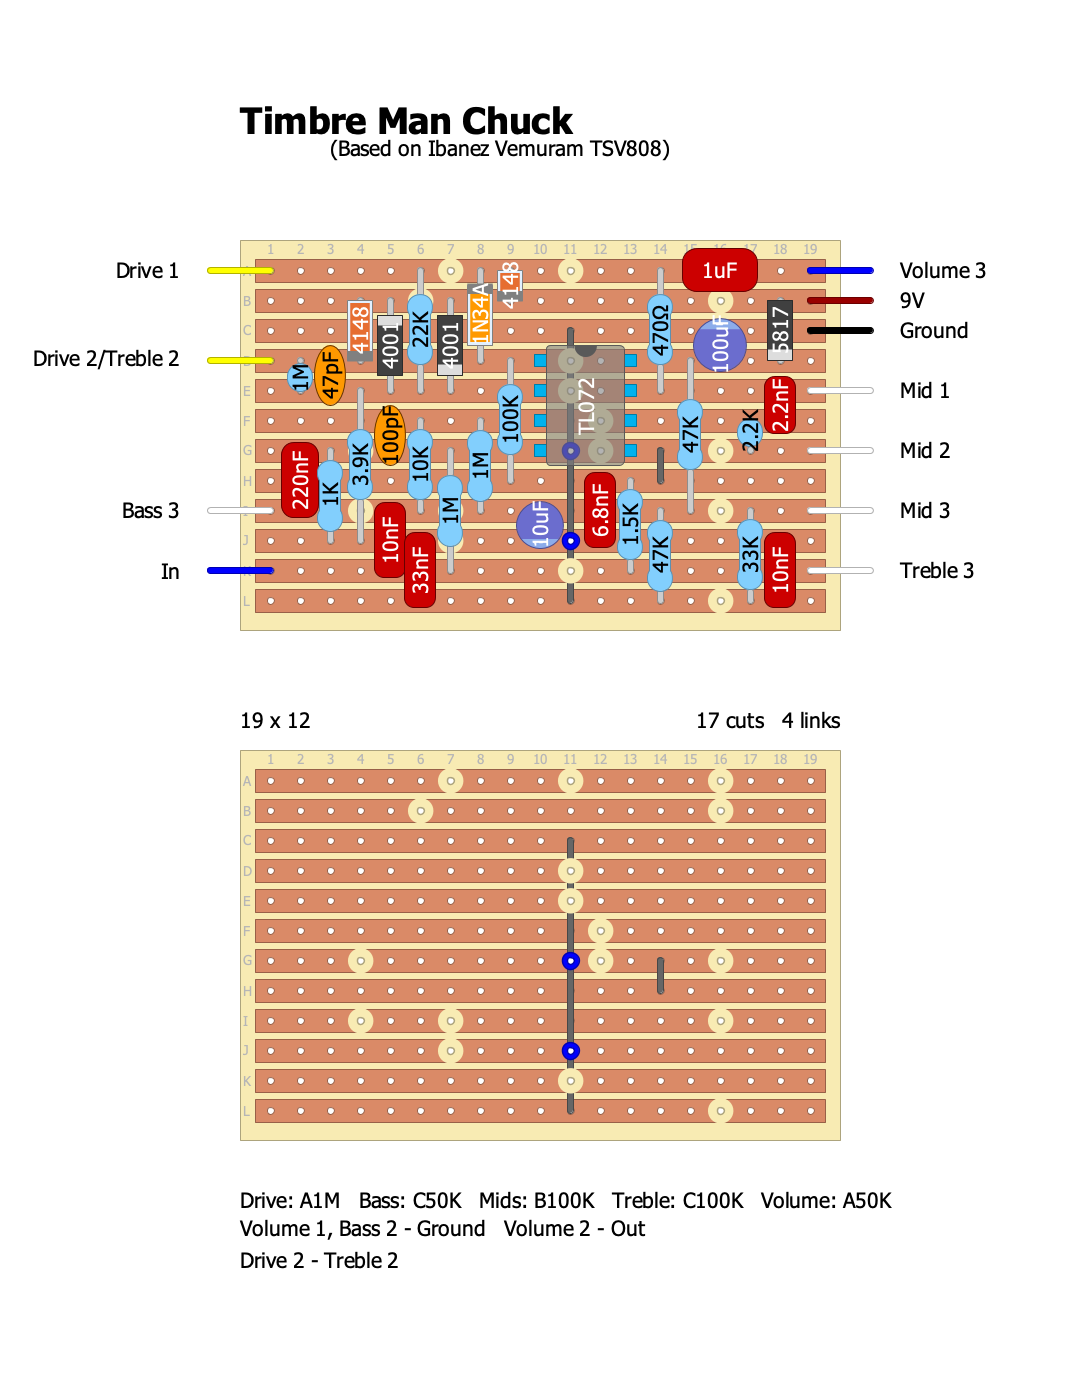 Timbre Man Chuck
(Based on Ibanez Vemuram TSV808)
1 2 3 4 5 6 7 8 9 10 11 12 13 14 15 16 17 18 19
Drive 1
1uF
Volume 3
B
9V
4148
4001
22K
4001
1N34A
4148
470Ω
100uF
5817
C
Ground
Drive 2/Treble 2
1M
47pF
TL072
E
Mid 1
100pF
100K
47K
2.2K
2.2nF
F
220nF
1K
3.9K
10K
1M
G
Mid 2
H
1M
10uF
6.8nF
1.5K
Bass 3
Mid 3
10nF
33nF
47K
33K
10nF
J
In
Treble 3
L
19 x 12
17 cuts 4 links
1 2 3 4 5 6 7 8 9 10 11 12 13 14 15 16 17 18 19
A
B
C
D
E
F
G
H
I
J
K
L
Drive: A1M Bass: C50K Mids: B100K Treble: C100K Volume: A50K
Volume 1, Bass 2 - Ground Volume 2 - Out
Drive 2 - Treble 2